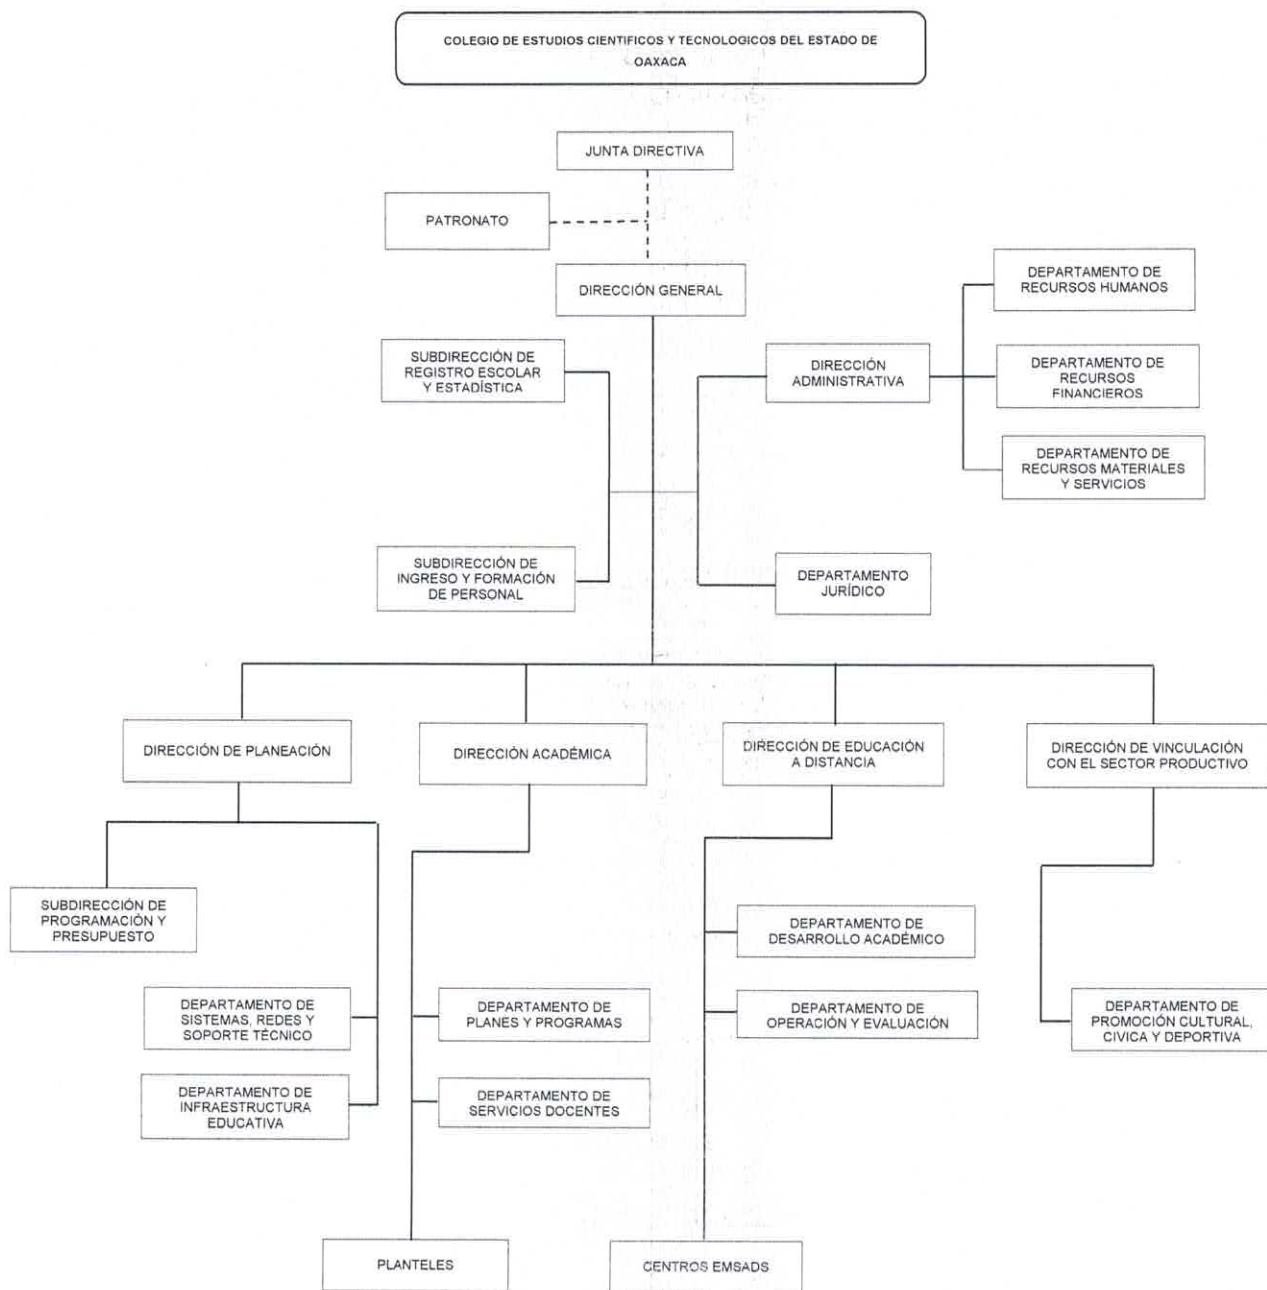 COLEGIO DE ESTUDIOS CIENTIFICOS Y TECNOLOGICOS DEL ESTADO DE
OAXACA
JUNTA DIRECTIVA
PATRONATO
DIRECCIÓN GENERAL
DEPARTAMENTO DE
RECURSOS HUMANOS
SUBDIRECCIÓN DE
REGISTRO ESCOLAR
Y ESTADÍSTICA
DIRECCIÓN
ADMINISTRATIVA
DEPARTAMENTO DE
RECURSOS
FINANCIEROS
DEPARTAMENTO DE
RECURSOS MATERIALES
Y SERVICIOS
SUBDIRECCIÓN DE
INGRESO Y FORMACIÓN
DE PERSONAL
DEPARTAMENTO
JURÍDICO
DIRECCIÓN DE PLANEACIÓN
DIRECCIÓN ACADÉMICA
DIRECCIÓN DE EDUCACIÓN
A DISTANCIA
DIRECCIÓN DE VINCULACIÓN
CON EL SECTOR PRODUCTIVO
SUBDIRECCIÓN DE
PROGRAMACIÓN Y
PRESUPUESTO
DEPARTAMENTO DE
DESARROLLO ACADÉMICO
DEPARTAMENTO DE
SISTEMAS, REDES Y
SOPORTE TÉCNICO
DEPARTAMENTO DE
PLANES Y PROGRAMAS
DEPARTAMENTO DE
OPERACIÓN Y EVALUACIÓN
DEPARTAMENTO DE
PROMOCIÓN CULTURAL,
CIVICA Y DEPORTIVA
DEPARTAMENTO DE
INFRAESTRUCTURA
EDUCATIVA
DEPARTAMENTO DE
SERVICIOS DOCENTES
PLANTELES
CENTROS EMSADS